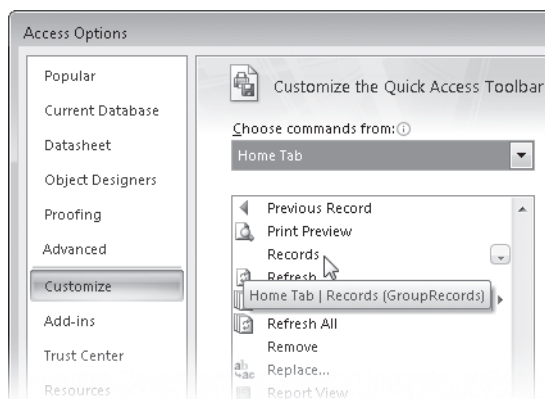 Access Options
Popular
Current Database
Datasheet
Object Designers
Proofing
Advanced
Customize
Add-ins
Trust Center
Resources
Customize the Quick Access Toolbar
Choose commands from:
Home Tab
Previous Record
Print Preview
Records
Refresh
Home Tab | Records (GroupRecords)
Refresh All
Remove
Replace...
Report View